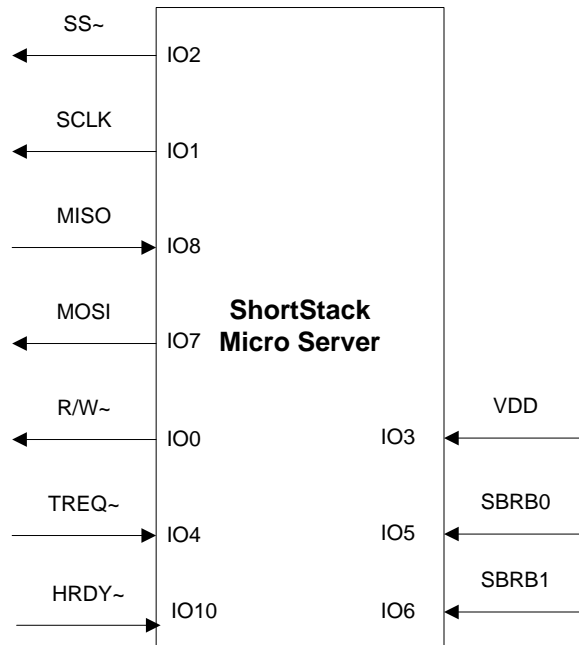 SS~
IO2
SCLK
IO1
MISO
IO8
MOSI
IO7
ShortStack
Micro Server
R/W~
IO0
IO3
VDD
TREQ~
IO4
IO5
SBRB0
HRDY~
IO10
IO6
SBRB1